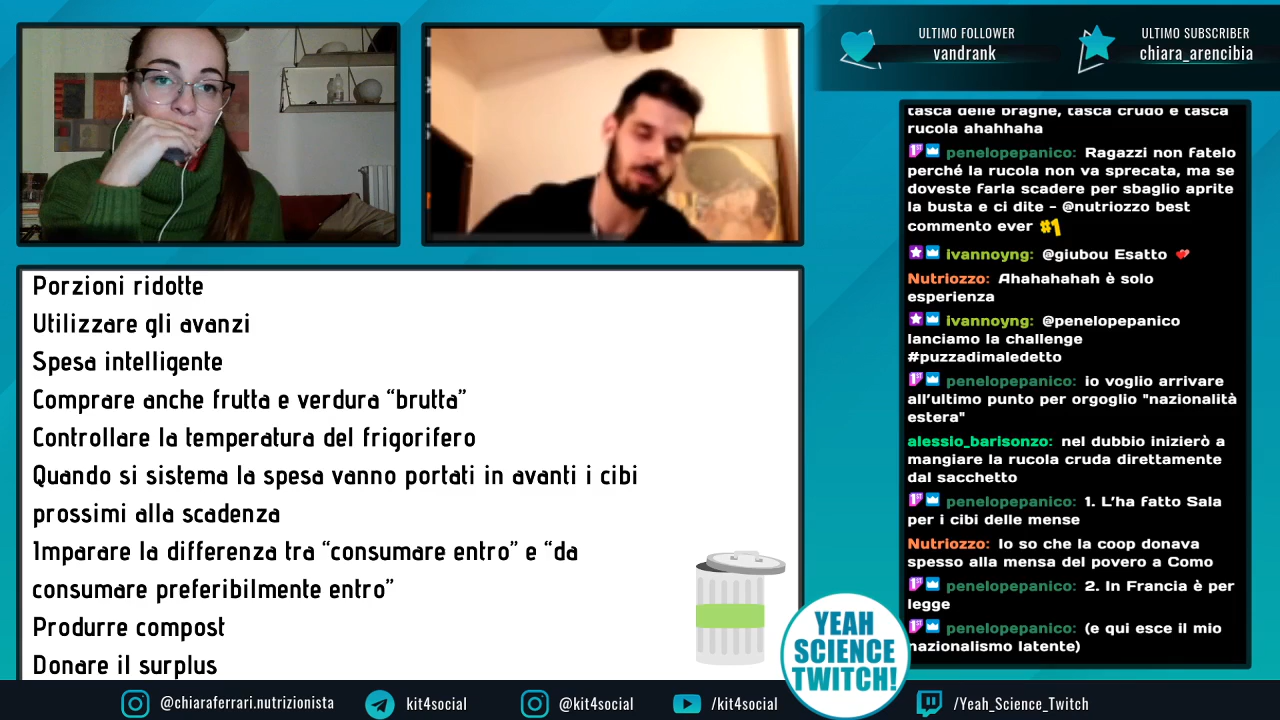 ULTIMO FOLLOWER
vandrank
ULTIMO SUBSCRIBER
chiara_arencibia
Porzioni ridotte
Utilizzare gli avanzi
Spesa intelligente
Comprare anche frutta e verdura “brutta”
Controllare la temperatura del frigorifero
Quando si sistema la spesa vanno portati in avanti i cibi
prossimi alla scadenza
Imparare la differenza tra “consumare entro” e “da
consumare preferibilmente entro”
Produrre compost
Donare il surplus
tasca delle braghe, tasca crudo e tasca
rucola ahahhaha
penelopepanico: Ragazzi non fatelo
perché la rucola non va sprecata, ma se
doveste farla scadere per sbaglio aprite
la busta e ci dite - @nutriozzo best
commento ever #1
ivannoyng: @giubou Esatto
Nutriozzo: Ahahahahah è solo
esperienza
ivannoyng: @penelopepanico
lanciamo la challenge
#puzzadimaledetto
penelopepanico: io voglio arrivare
all’ultimo punto per orgoglio "nazionalità
estera"
alessio_barisonzo: nel dubbio inizierò a
mangiare la rucola cruda direttamente
dal sacchetto
penelopepanico: 1. L’ha fatto Sala
per i cibi delle mense
Nutriozzo: Io so che la coop donava
spesso alla mensa del povero a Como
penelopepanico: 2. In Francia è per
legge
penelopepanico: (e qui esce il mio
nazionalismo latente)
YEAH
SCIENCE
TWITCH!
@chiaraferrari.nutrizionista
kit4social
@kit4social
/kit4social
/Yeah_Science_Twitch